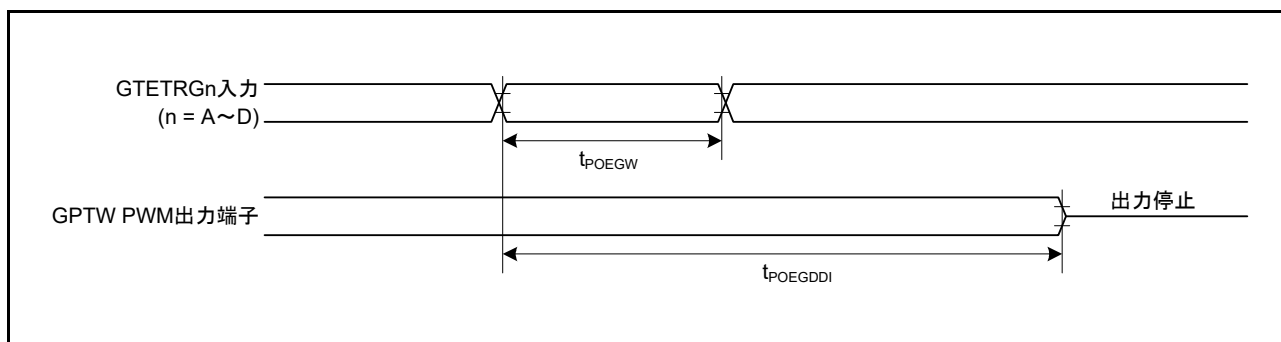 GTETRGn入力
(n = A～D)
tPOEGW
GPTW PWM出力端子
出力停止
tPOEGDDI